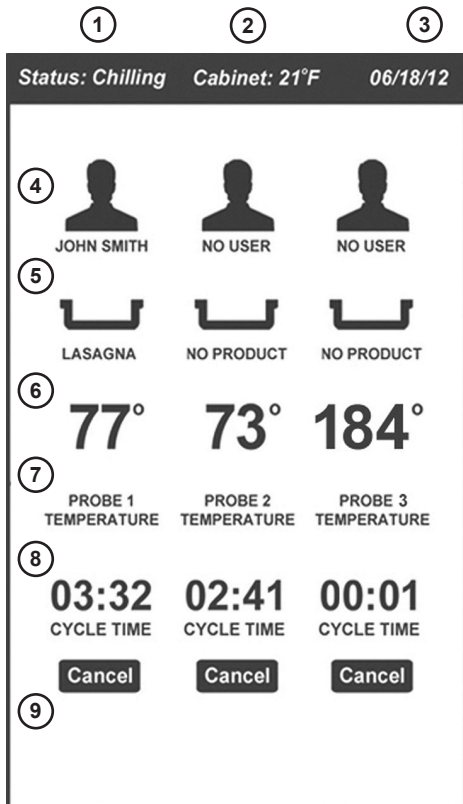 1 2 3
Status: Chilling Cabinet: 21°F 06/18/12
4
JOHN SMITH NO USER NO USER
5
LASAGNA NO PRODUCT NO PRODUCT
6
77° 73° 184°
7
PROBE 1 PROBE 2 PROBE 3
TEMPERATURE TEMPERATURE TEMPERATURE
8
03:32 02:41 00:01
CYCLE TIME CYCLE TIME CYCLE TIME
Cancel Cancel Cancel
9